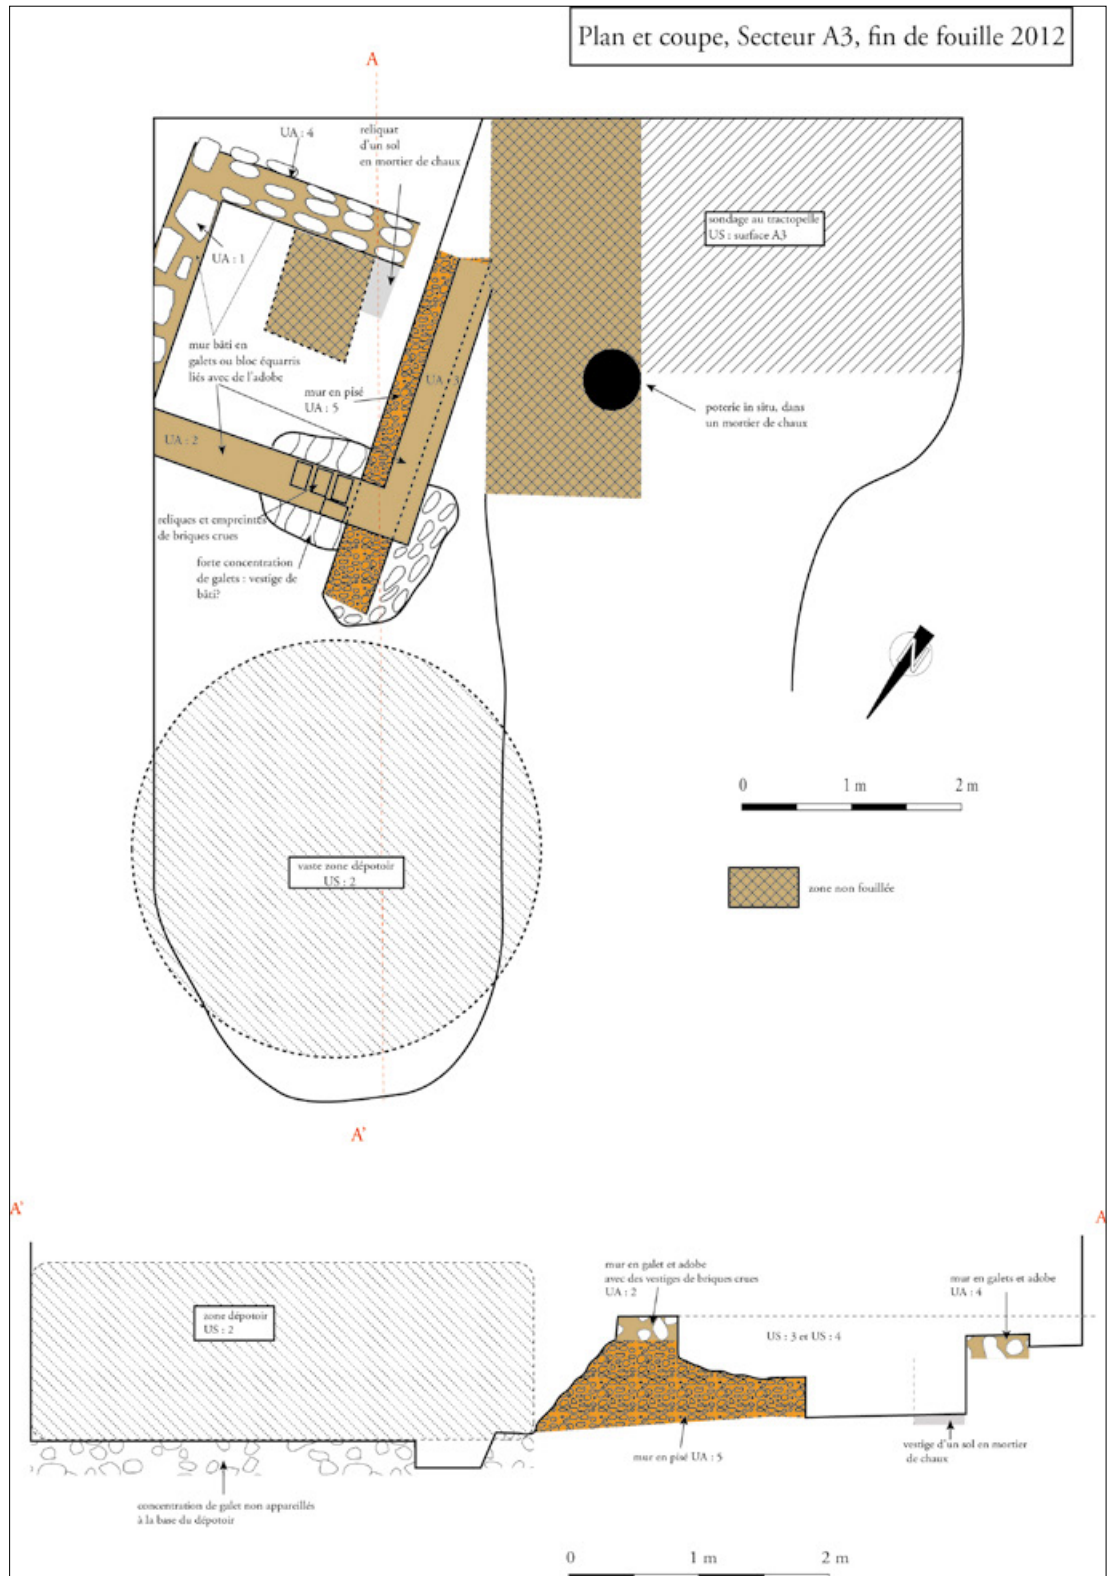 Plan et coupe, Secteur A3, fin de fouille 2012
A
UA : 4
reliquat
d'un sol
en mortier de chaux
sondage au tractopelle
US : surface A3
UA : 1
mur bâti en
galets ou bloc équarris
liés avec de l'adobe
mur en pisé
UA : 5
UA : 3
poterie in situ, dans
un mortier de chaux
UA : 2
reliques et empreintes
de briques crues
forte concentration
de galets : vestige de
bâti?
N
0 1 m 2 m
vaste zone dépotoir
US : 2
zone non fouillée
A'
A'
A
mur en galet et adobe
avec des vestiges de briques crues
UA : 2
mur en galets et adobe
UA : 4
zone dépotoir
US : 2
US : 3 et US : 4
mur en pisé UA : 5
vestige d'un sol en mortier
de chaux
concentration de galet non appareillés
à la base du dépotoir
0 1 m 2 m